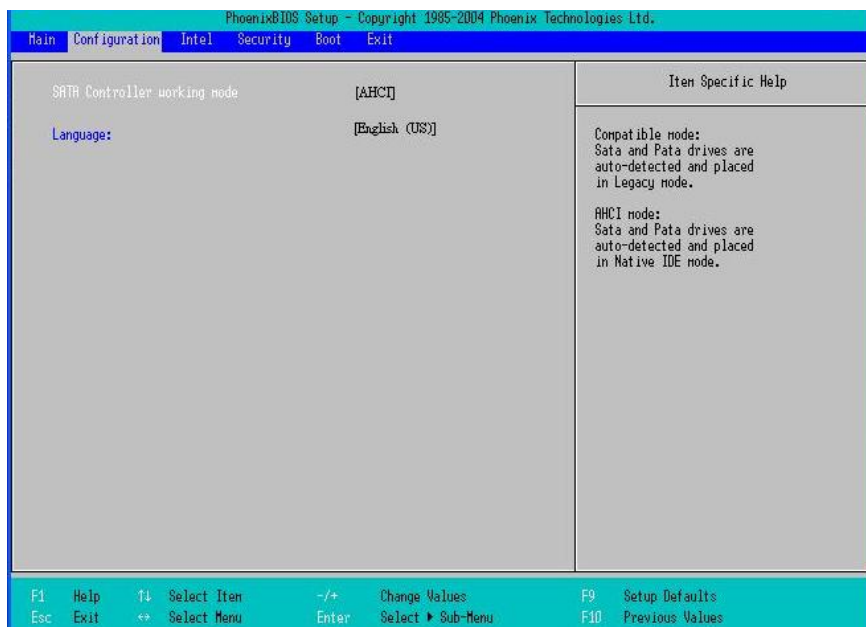 PhoenixBIOS Setup - Copyright 1985-2004 Phoenix Technologies Ltd.
Main Configuration Intel Security Boot Exit
SATA Controller working mode [AHCI]
Language: [English (US)]
Item Specific Help
Compatible mode:
Sata and Pata drives are
auto-detected and placed
in Legacy mode.
AHCI mode:
Sata and Pata drives are
auto-detected and placed
in Native IDE mode.
F1 Help ↑↓ Select Item -/+ Change Values F9 Setup Defaults
Esc Exit ↔ Select Menu Enter Select ▶ Sub-Menu F10 Previous Values